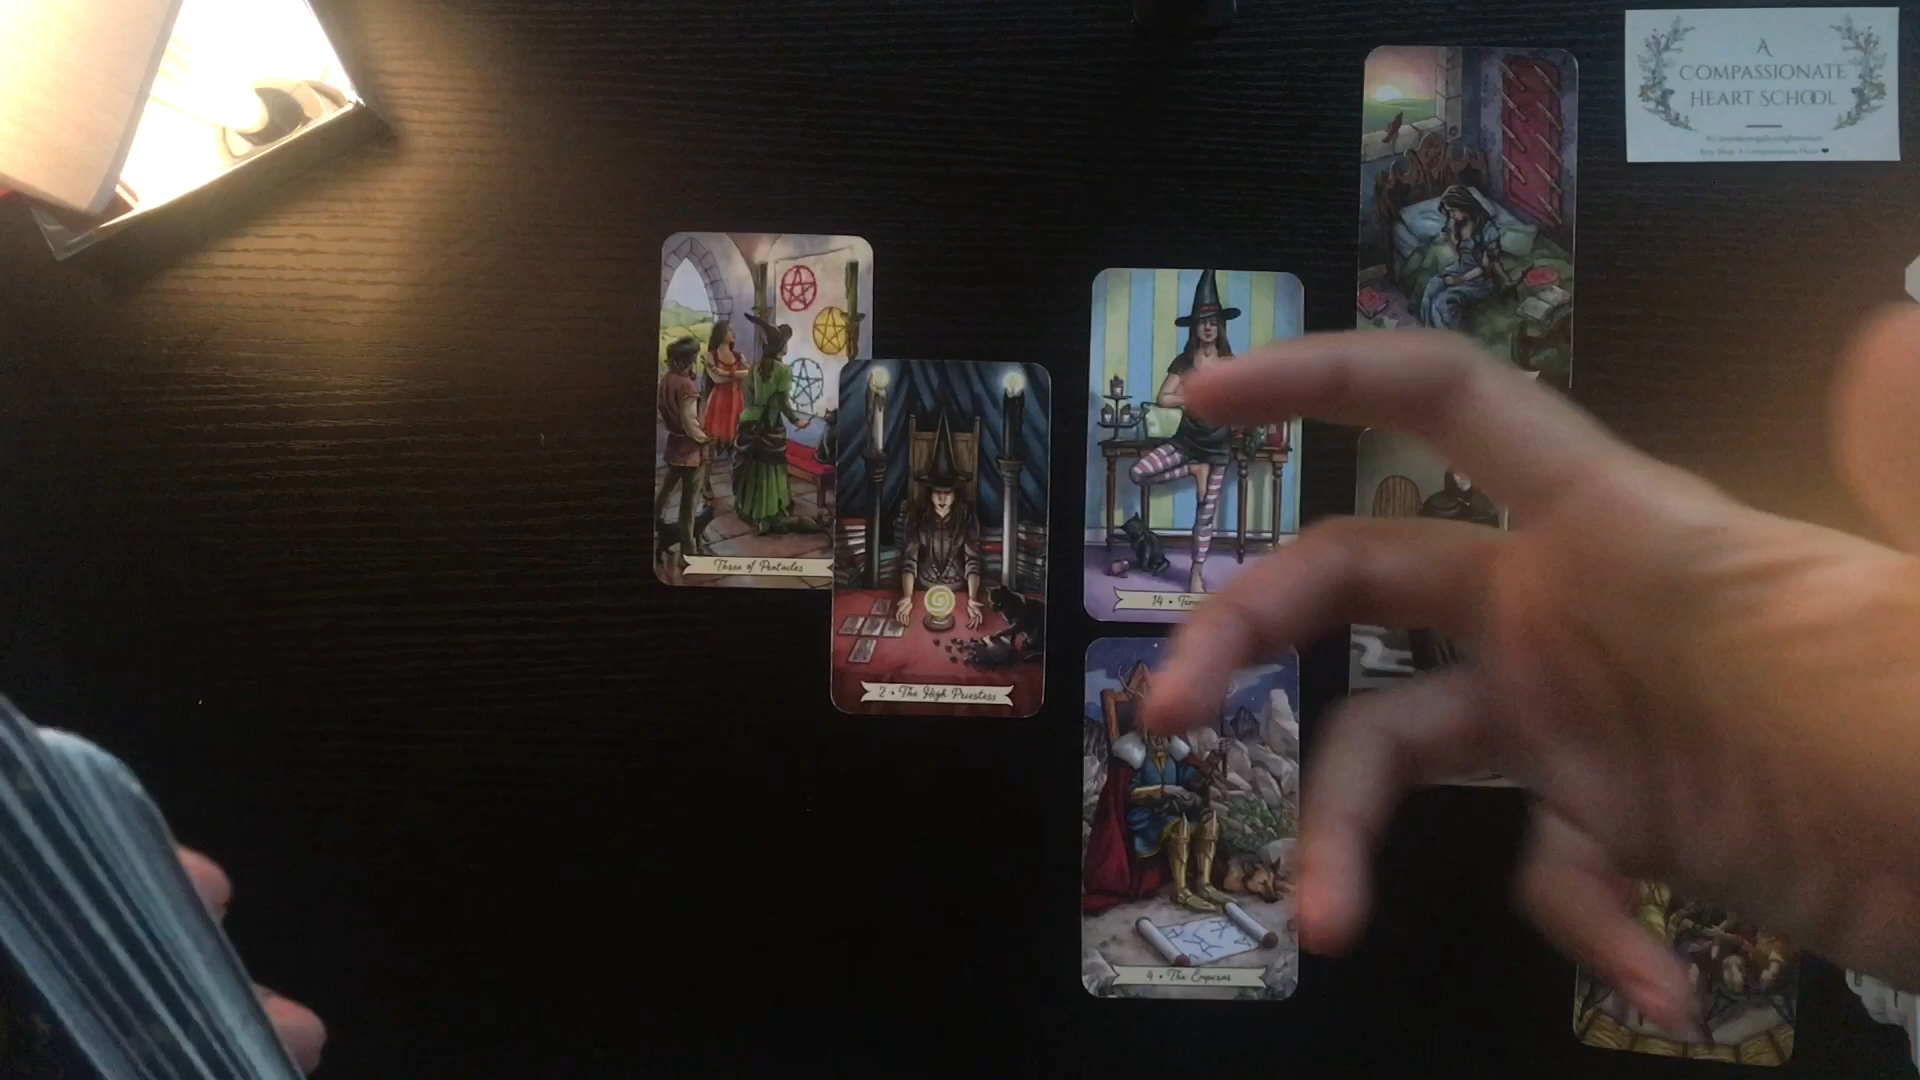 A
COMPASSIONATE
HEART SCHOOL
Three of Pentacles
2 • The High Priestess
14 •
4 • The Emperor